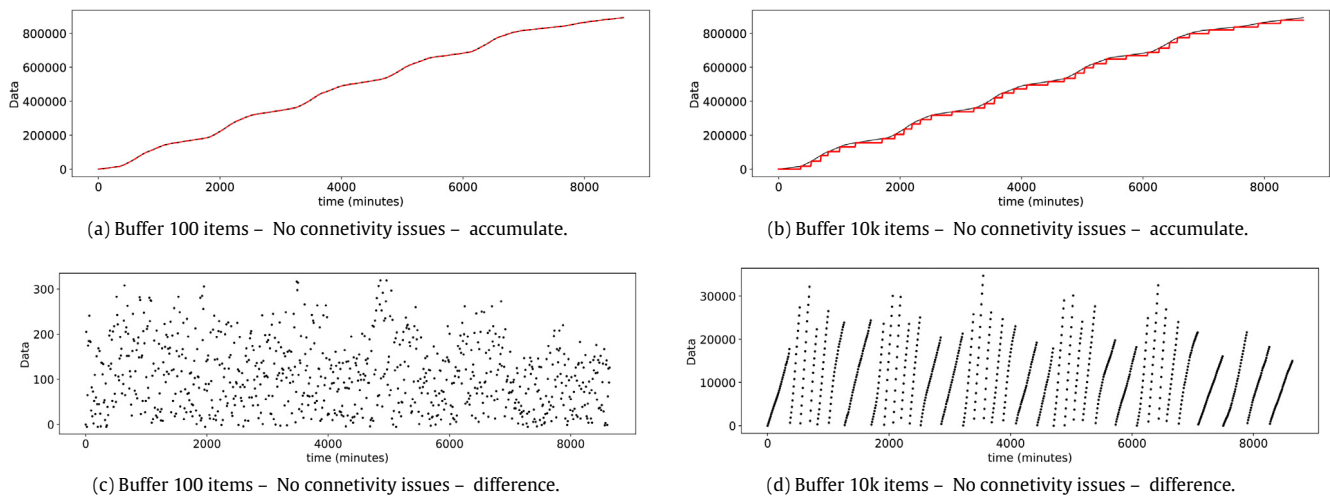 800000
600000
400000
200000
0
Data
0 2000 4000 6000 8000
time (minutes)
(a) Buffer 100 items – No connetivity issues – accumulate.
800000
600000
400000
200000
0
Data
0 2000 4000 6000 8000
time (minutes)
(b) Buffer 10k items – No connetivity issues – accumulate.
300
200
100
0
Data
0 2000 4000 6000 8000
time (minutes)
(c) Buffer 100 items – No connetivity issues – difference.
30000
20000
10000
0
Data
0 2000 4000 6000 8000
time (minutes)
(d) Buffer 10k items – No connetivity issues – difference.